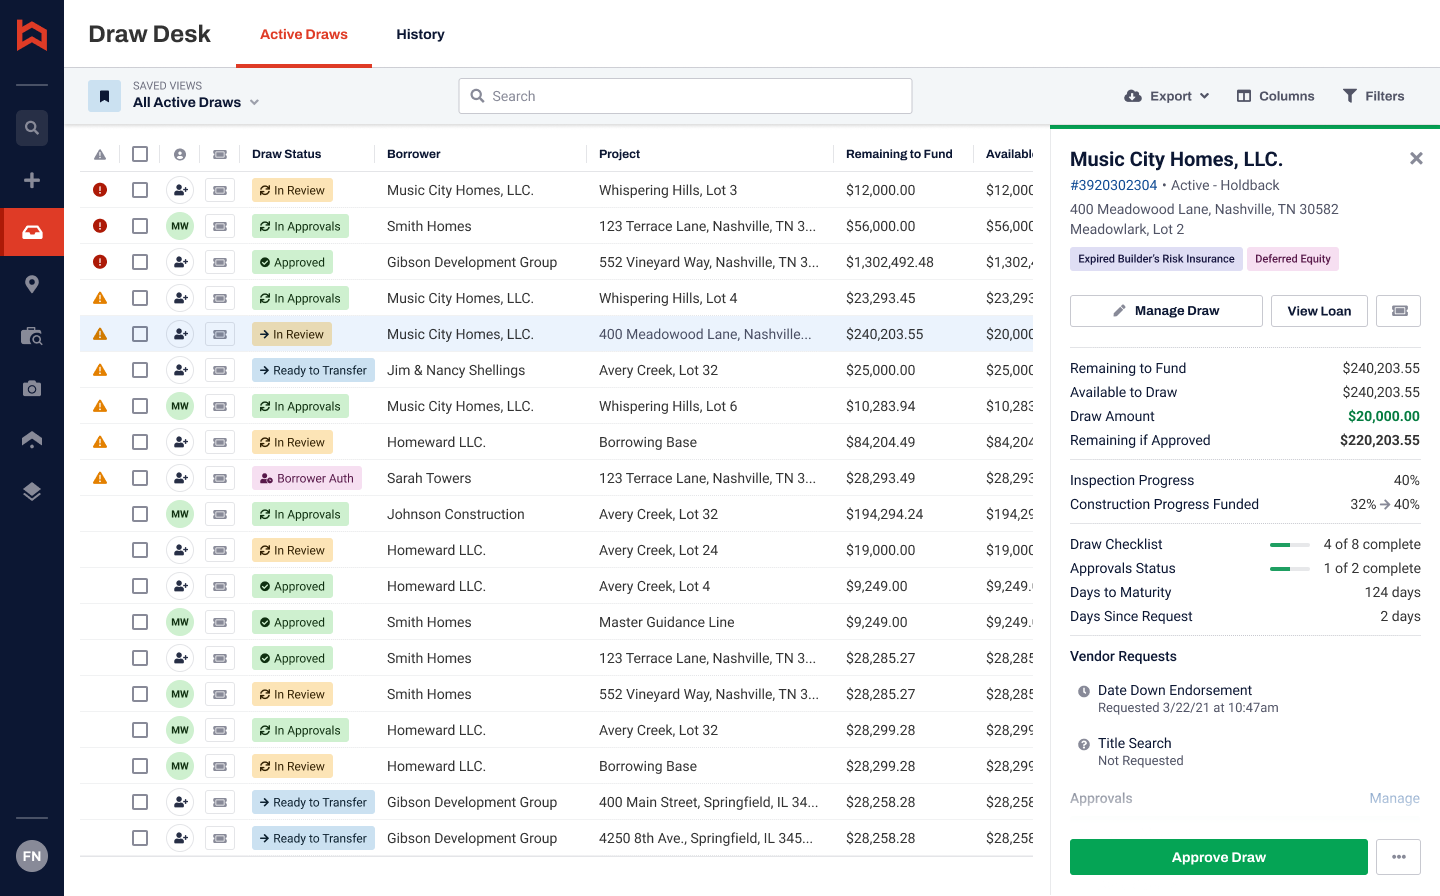 Draw Desk
Active Draws
History
SAVED VIEWS
All Active Draws
Search
Export
Columns
Filters
Draw Status Borrower Project Remaining to Fund
In Review Music City Homes, LLC. Whispering Hills, Lot 3 $12,000.00 $12,000
MW In Approvals Smith Homes 123 Terrace Lane, Nashville, TN 3... $56,000.00 $56,000
Approved Gibson Development Group 552 Vineyard Way, Nashville, TN 3... $1,302,492.48 $1,302,
In Approvals Music City Homes, LLC. Whispering Hills, Lot 4 $23,293.45 $23,293
In Review Music City Homes, LLC. 400 Meadowood Lane, Nashville... $240,203.55 $20,000
Ready to Transfer Jim & Nancy Shellings Avery Creek, Lot 32 $25,000.00 $25,000
MW In Approvals Music City Homes, LLC. Whispering Hills, Lot 6 $10,283.94 $10,283
In Review Homeward LLC. Borrowing Base $84,204.49 $84,204
Borrower Auth Sarah Towers 123 Terrace Lane, Nashville, TN 3... $28,293.49 $28,293
MW In Approvals Johnson Construction Avery Creek, Lot 32 $194,294.24 $194,29
In Review Homeward LLC. Avery Creek, Lot 24 $19,000.00 $19,000
Approved Homeward LLC. Avery Creek, Lot 4 $9,249.00 $9,249.
MW Approved Smith Homes Master Guidance Line $9,249.00 $9,249.
Approved Smith Homes 123 Terrace Lane, Nashville, TN 3... $28,285.27 $28,285
MW In Review Smith Homes 552 Vineyard Way, Nashville, TN 3... $28,285.27 $28,285
MW In Approvals Homeward LLC. Avery Creek, Lot 32 $28,299.28 $28,299
MW In Review Homeward LLC. Borrowing Base $28,299.28 $28,299
Ready to Transfer Gibson Development Group 400 Main Street, Springfield, IL 34... $28,258.28 $28,258
Ready to Transfer Gibson Development Group 4250 8th Ave., Springfield, IL 345... $28,258.28 $28,258
FN
Music City Homes, LLC.
#3920302304 • Active - Holdback
400 Meadowood Lane, Nashville, TN 30582
Meadowlark, Lot 2
Expired Builder's Risk Insurance Deferred Equity
Manage Draw View Loan
Remaining to Fund $240,203.55
Available to Draw $240,203.55
Draw Amount $20,000.00
Remaining if Approved $220,203.55
Inspection Progress 40%
Construction Progress Funded 32% → 40%
Draw Checklist 4 of 8 complete
Approvals Status 1 of 2 complete
Days to Maturity 124 days
Days Since Request 2 days
Vendor Requests
Date Down Endorsement
Requested 3/22/21 at 10:47am
Title Search
Not Requested
Approvals Manage
Approve Draw